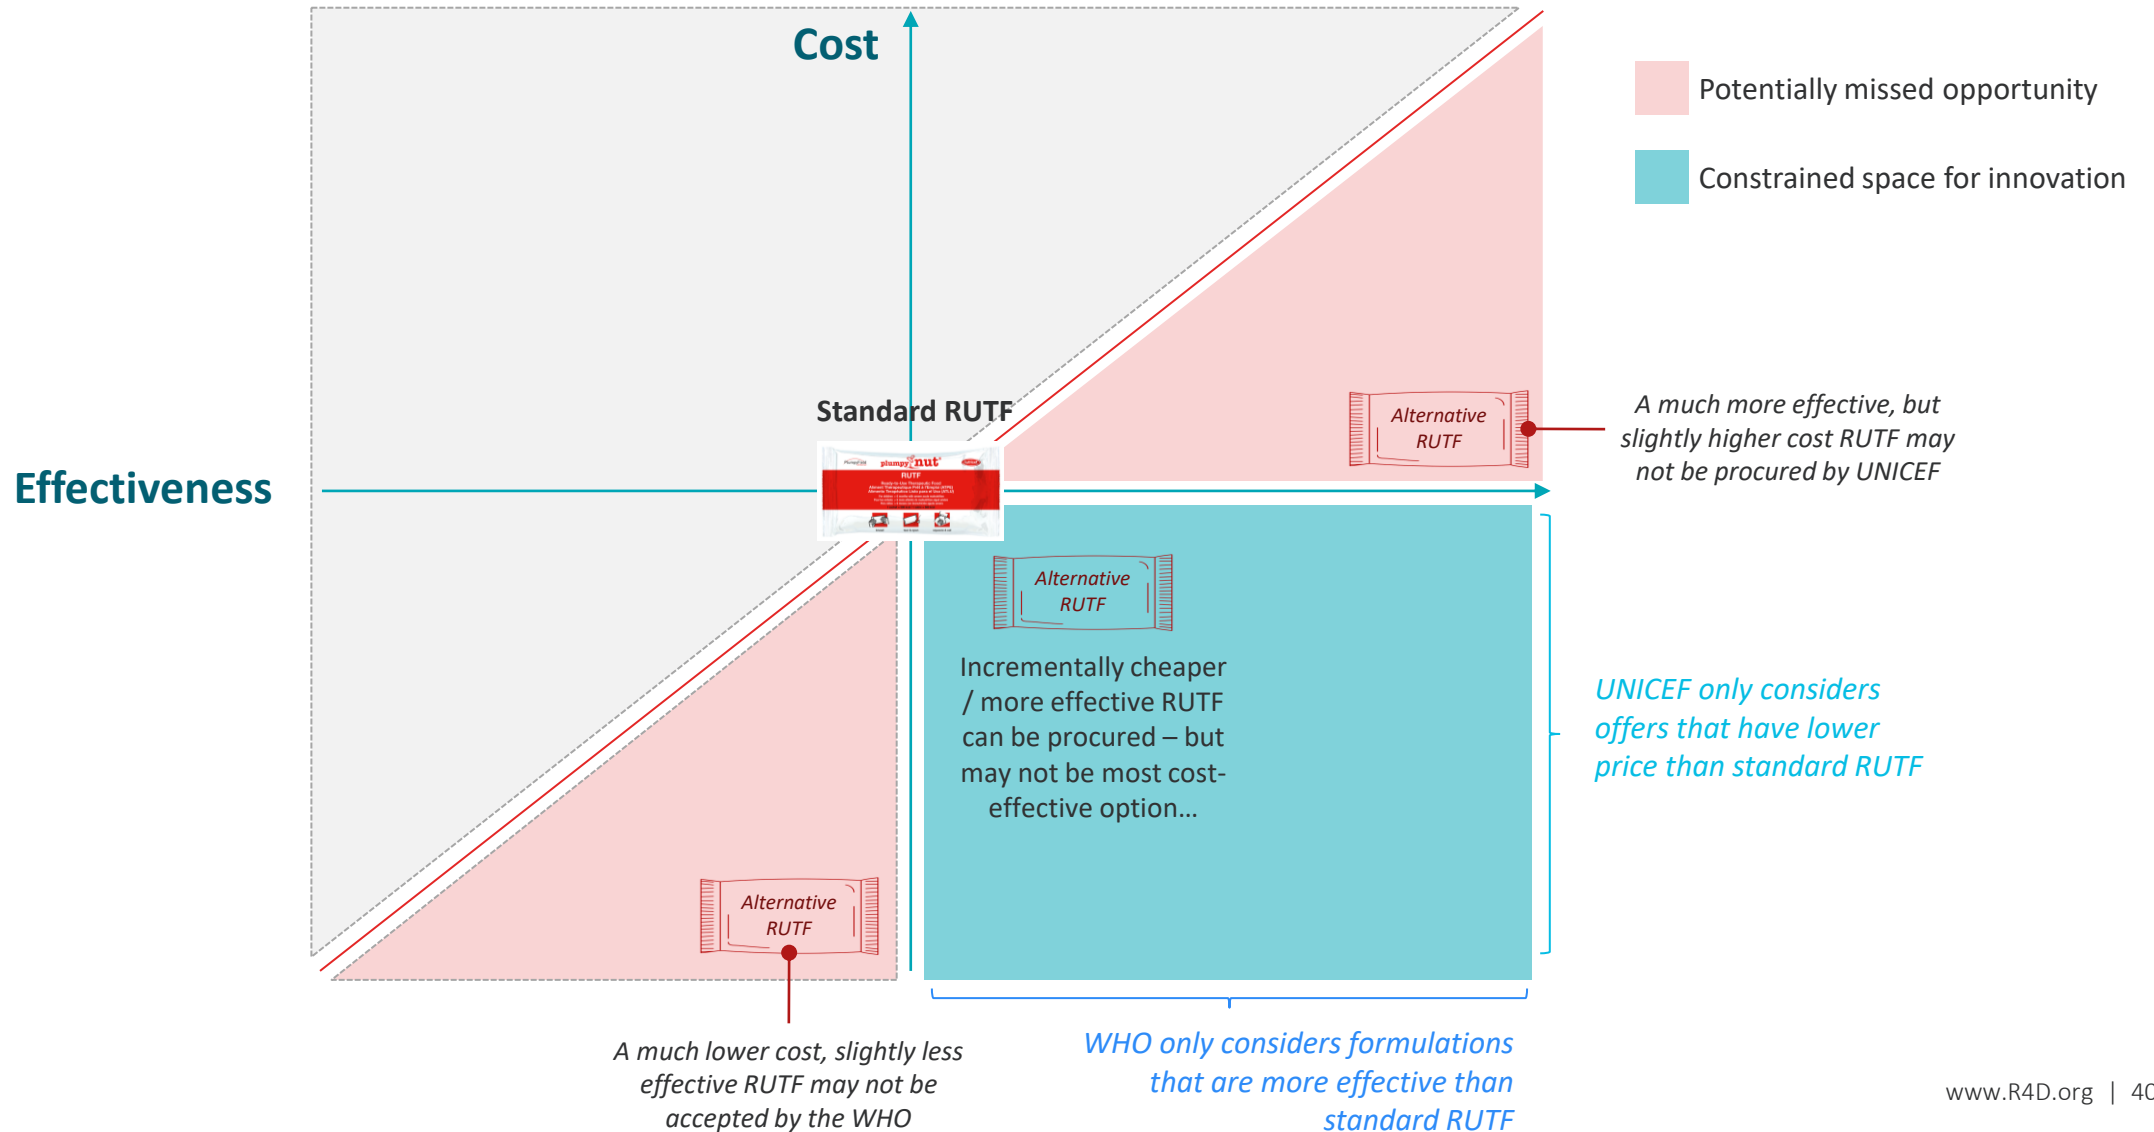 Cost
Potentially missed opportunity
Constrained space for innovation
Standard RUTF
Alternative
RUTF
A much more effective, but
slightly higher cost RUTF may
not be procured by UNICEF
plumpy nut
RUTF
Effectiveness
Alternative
RUTF
Incrementally cheaper
/ more effective RUTF
can be procured – but
may not be most cost-
effective option...
UNICEF only considers
offers that have lower
price than standard RUTF
Alternative
RUTF
A much lower cost, slightly less
effective RUTF may not be
accepted by the WHO
WHO only considers formulations
that are more effective than
standard RUTF
www.R4D.org | 40